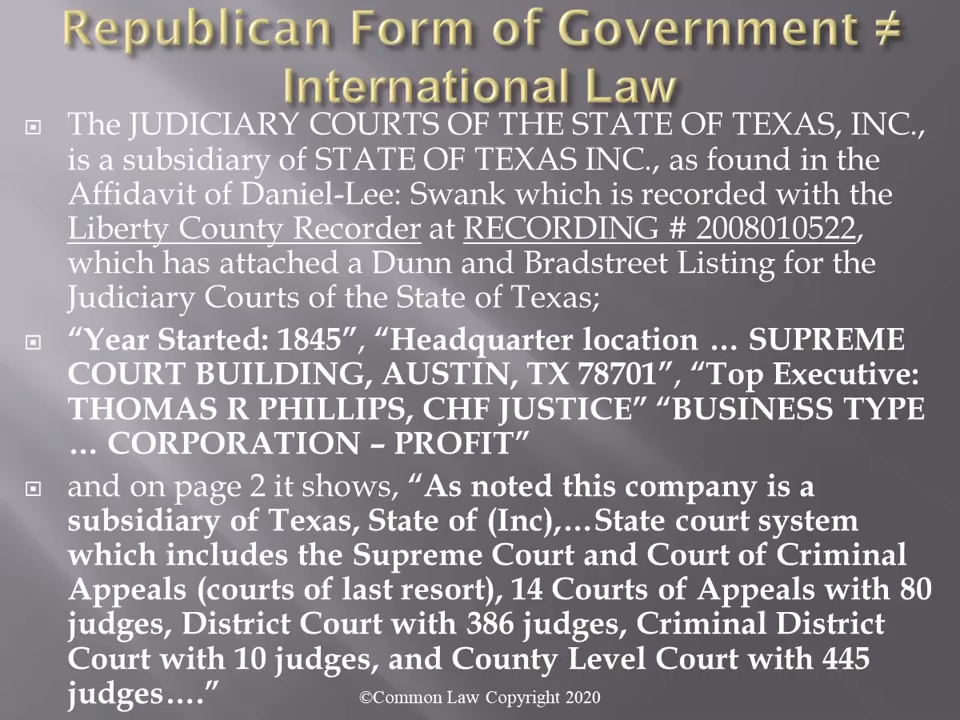 Republican Form of Government ≠
International Law
The JUDICIARY COURTS OF THE STATE OF TEXAS, INC.,
is a subsidiary of STATE OF TEXAS INC., as found in the
Affidavit of Daniel-Lee: Swank which is recorded with the
Liberty County Recorder at RECORDING # 2008010522,
which has attached a Dunn and Bradstreet Listing for the
Judiciary Courts of the State of Texas;
“Year Started: 1845”, “Headquarter location … SUPREME
COURT BUILDING, AUSTIN, TX 78701”, “Top Executive:
THOMAS R PHILLIPS, CHF JUSTICE” “BUSINESS TYPE
… CORPORATION – PROFIT”
and on page 2 it shows, “As noted this company is a
subsidiary of Texas, State of (Inc),…State court system
which includes the Supreme Court and Court of Criminal
Appeals (courts of last resort), 14 Courts of Appeals with 80
judges, District Court with 386 judges, Criminal District
Court with 10 judges, and County Level Court with 445
judges….”
©Common Law Copyright 2020